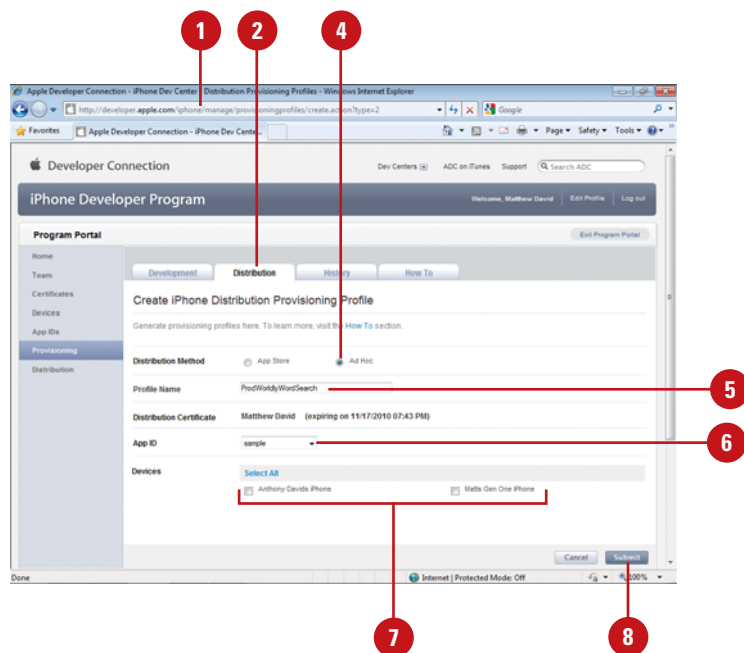 1 2 4
Apple Developer Connection - iPhone Dev Center Distribution Provisioning Profiles - Windows Internet Explorer
http://developer.apple.com/iphone/manage/provisioningprofiles/create.action?type=2 Google
Favorites Apple Developer Connection - iPhone Dev Cente... Page Safety Tools
Developer Connection Dev Centers ADC on iTunes Support Search ADC
iPhone Developer Program Welcome, Matthew David Edit Profile Log out
Program Portal Exit Program Portal
Home
Team
Certificates
Devices
App IDs
Provisioning
Distribution
Development Distribution History How To
Create iPhone Distribution Provisioning Profile
Generate provisioning profiles here. To learn more, visit the How To section.
Distribution Method App Store Ad Hoc
Profile Name ProdWorldlyWordSearch
5
Distribution Certificate Matthew David (expiring on 11/17/2010 07:43 PM)
App ID sample
6
Devices Select All
Anthony Davids iPhone Matts Gen One iPhone
Cancel Submit
Done Internet | Protected Mode: Off 100%
7 8